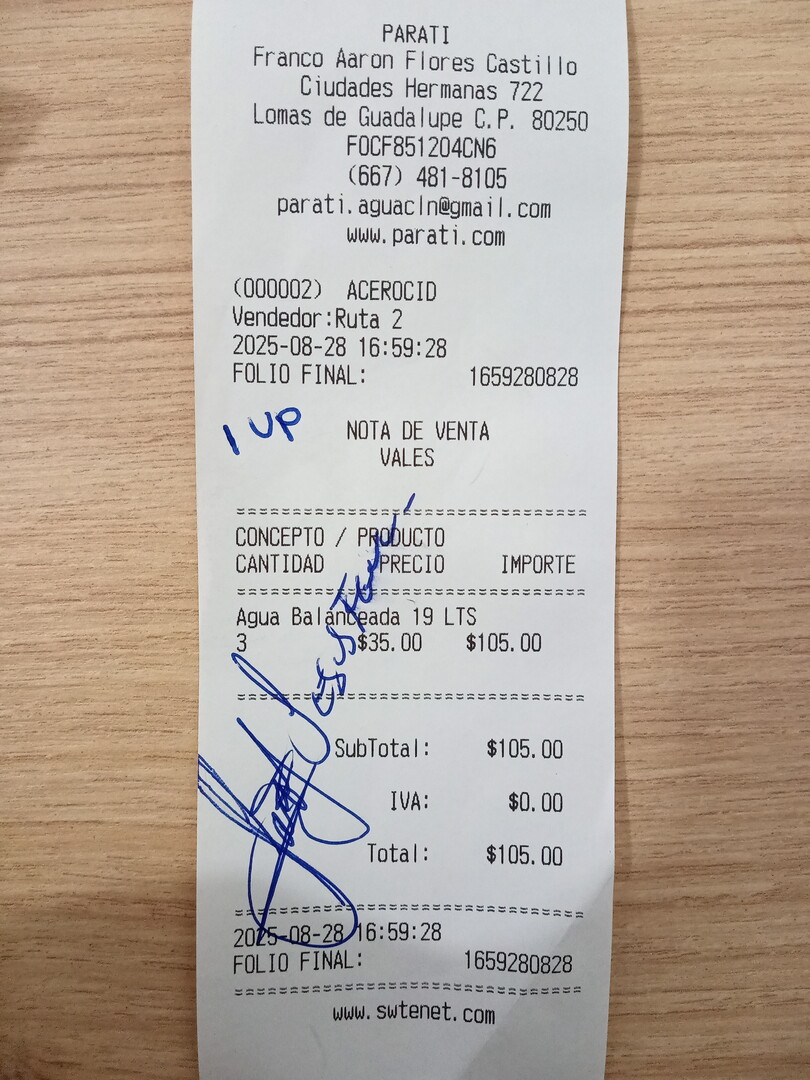 PARATI
Franco Aaron Flores Castillo
Ciudades Hermanas 722
Lomas de Guadalupe C.P. 80250
FOCF851204CN6
(667) 481-8105
parati.aguacln@gmail.com
www.parati.com
(000002) ACEROCID
Vendedor:Ruta 2
2025-08-28 16:59:28
FOLIO FINAL: 1659280828
1 UP
NOTA DE VENTA
VALES
CONCEPTO / PRODUCTO
CANTIDAD PRECIO IMPORTE
Agua Balanceada 19 LTS
3 $35.00 $105.00
SubTotal: $105.00
IVA: $0.00
Total: $105.00
2025-08-28 16:59:28
FOLIO FINAL: 1659280828
www.swtenet.com